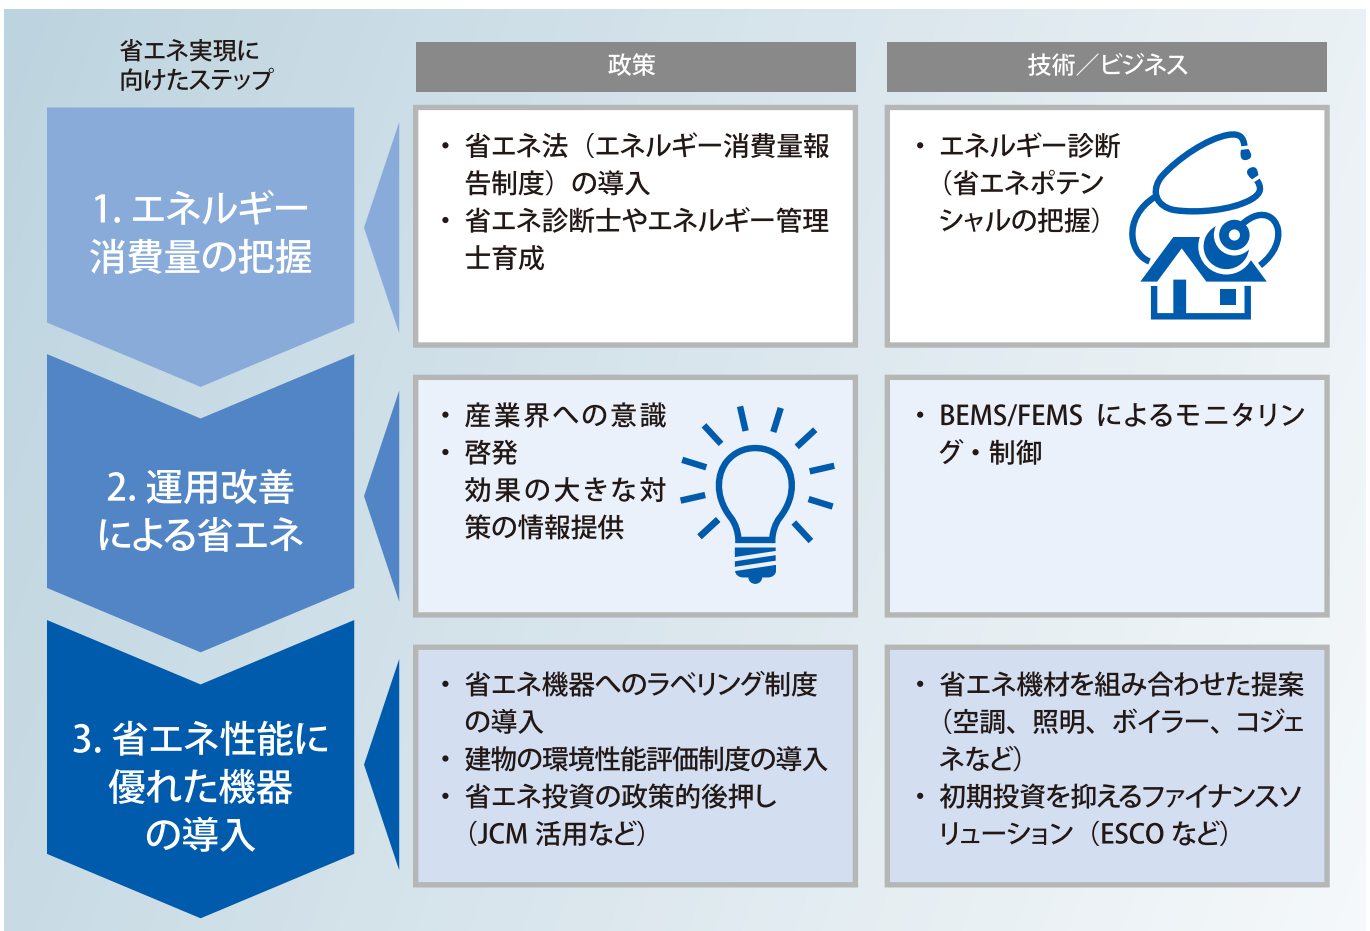 省エネ実現に
向けたステップ
政策
技術／ビジネス
1. エネルギー
消費量の把握
・ 省エネ法（エネルギー消費量報
告制度）の導入
・ 省エネ診断士やエネルギー管理
士育成
・ エネルギー診断
（省エネポテン
シャルの把握）
2. 運用改善
による省エネ
・ 産業界への意識
・ 啓発
効果の大きな対
策の情報提供
・ BEMS/FEMS によるモニタリン
グ・制御
3. 省エネ性能に
優れた機器
の導入
・ 省エネ機器へのラベリング制度
の導入
・ 建物の環境性能評価制度の導入
・ 省エネ投資の政策的後押し
（JCM 活用など）
・ 省エネ機材を組み合わせた提案
（空調、照明、ボイラー、コジェ
ネなど）
・ 初期投資を抑えるファイナンスソ
リューション（ESCO など）